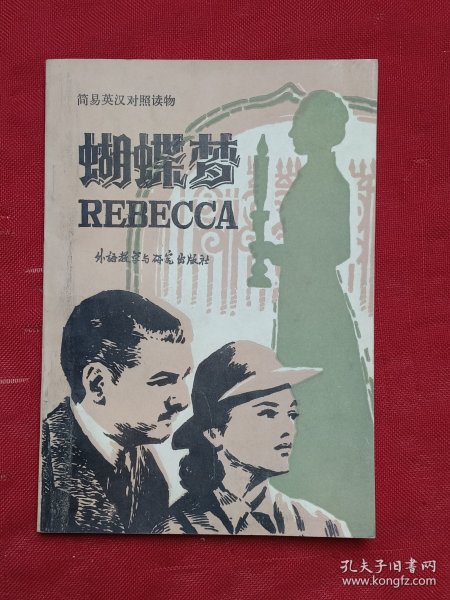 简易英汉对照读物
蝴蝶梦
REBECCA
外语教学与研究出版社
孔夫子旧书网
www.kongfz.com